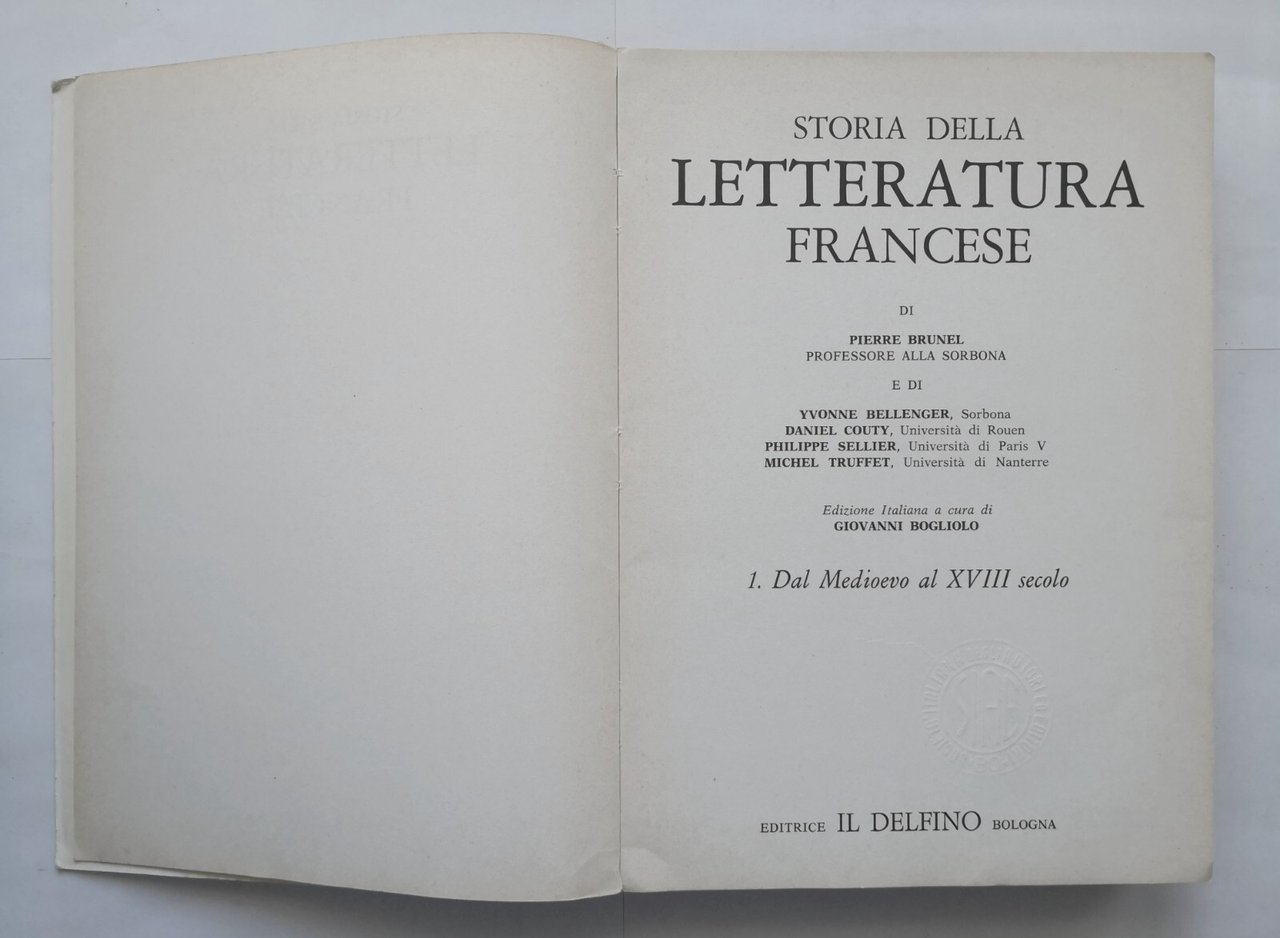 STORIA DELLA
LETTERATURA
FRANCESE
DI
PIERRE BRUNEL
PROFESSORE ALLA SORBONA
E DI
YVONNE BELLENGER, Sorbona
DANIEL COUTY, Università di Rouen
PHILIPPE SELLIER, Università di Paris V
MICHEL TRUFFET, Università di Nanterre
Edizione Italiana a cura di
GIOVANNI BOGLIOLO
1. Dal Medioevo al XVIII secolo
SIAE
EDITRICE IL DELFINO BOLOGNA